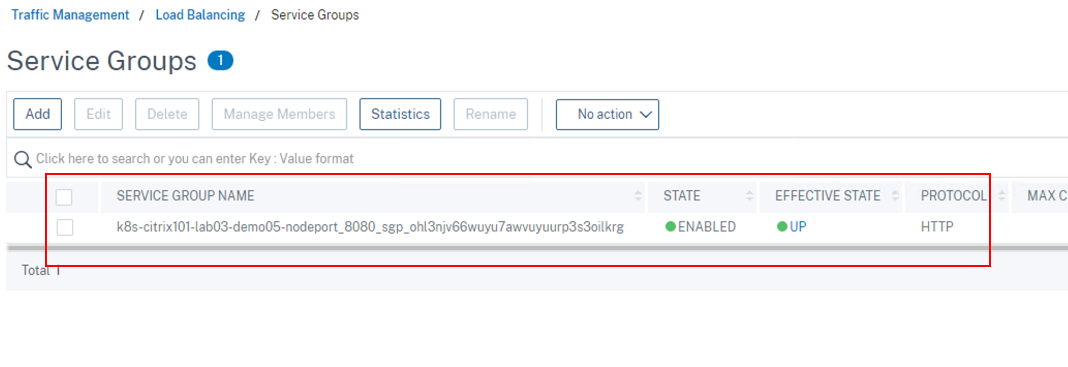 Traffic Management / Load Balancing / Service Groups
Service Groups 1
Add Edit Delete Manage Members Statistics Rename No action
Click here to search or you can enter Key : Value format
SERVICE GROUP NAME STATE EFFECTIVE STATE PROTOCOL MAX C
k8s-citrix101-lab03-demo05-nodeport_8080_sgp_ohl3njv66wuyu7awvuyuurp3s3oilkrg ENABLED UP HTTP
Total 1